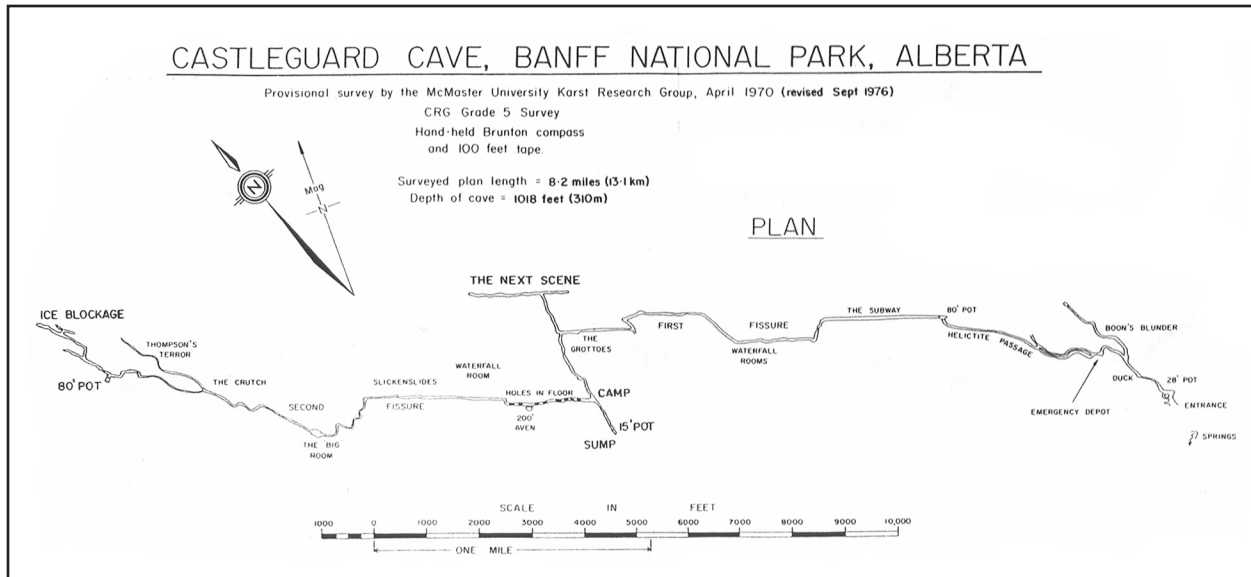 CASTLEGUARD CAVE, BANFF NATIONAL PARK, ALBERTA
Provisional survey by the McMaster University Karst Research Group, April 1970 (revised Sept 1976)
CRG Grade 5 Survey
Hand-held Brunton compass
and 100 feet tape.
N
Mag
N
Surveyed plan length = 8·2 miles (13·1 km)
Depth of cave = 1018 feet (310m)
PLAN
THE NEXT SCENE
ICE BLOCKAGE
THOMPSON'S
TERROR
80' POT
THE CRUTCH
SECOND
THE BIG
ROOM
SLICKENSLIDES
FISSURE
WATERFALL
ROOM
HOLES IN FLOOR
200'
AVEN
CAMP
15' POT
SUMP
THE
GROTTOES
FIRST
FISSURE
WATERFALL
ROOMS
THE SUBWAY
80' POT
HELICTITE PASSAGE
BOON'S BLUNDER
DUCK
28' POT
ENTRANCE
EMERGENCY DEPOT
SPRINGS
SCALE IN FEET
1000 0 1000 2000 3000 4000 5000 6000 7000 8000 9000 10,000
ONE MILE